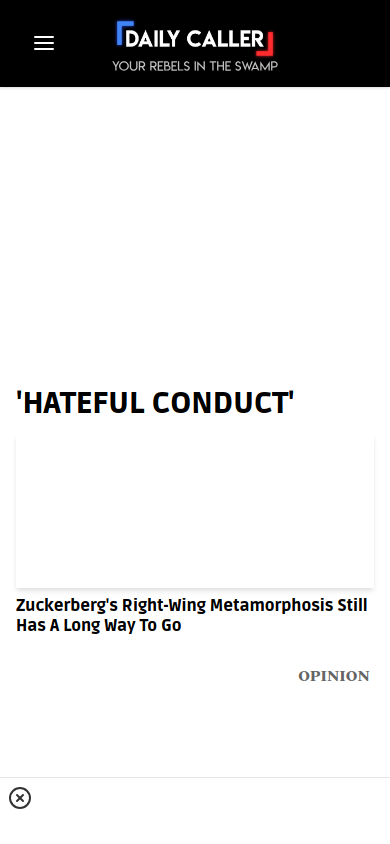 DAILY CALLER
YOUR REBELS IN THE SWAMP
'HATEFUL CONDUCT'
Zuckerberg's Right-Wing Metamorphosis Still
Has A Long Way To Go
OPINION